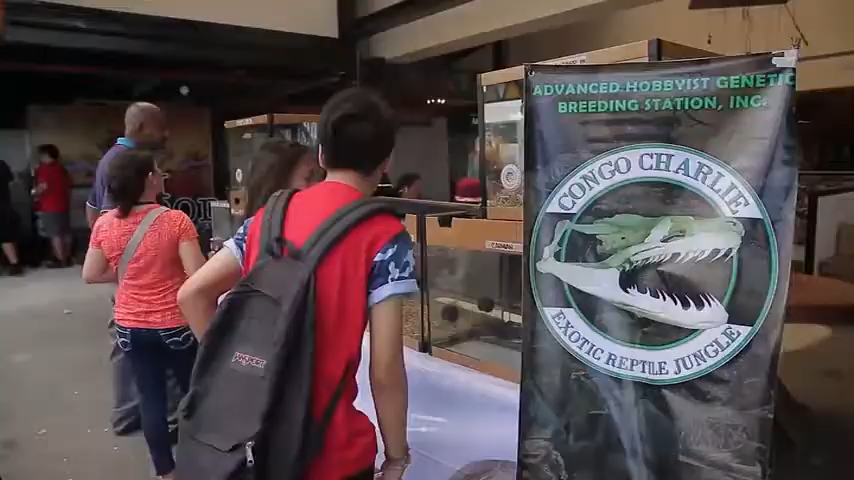 ADVANCED HOBBYIST GENETIC
BREEDING STATION, INC.
CONGO CHARLIE
EXOTIC REPTILE JUNGLE
JANSPORT